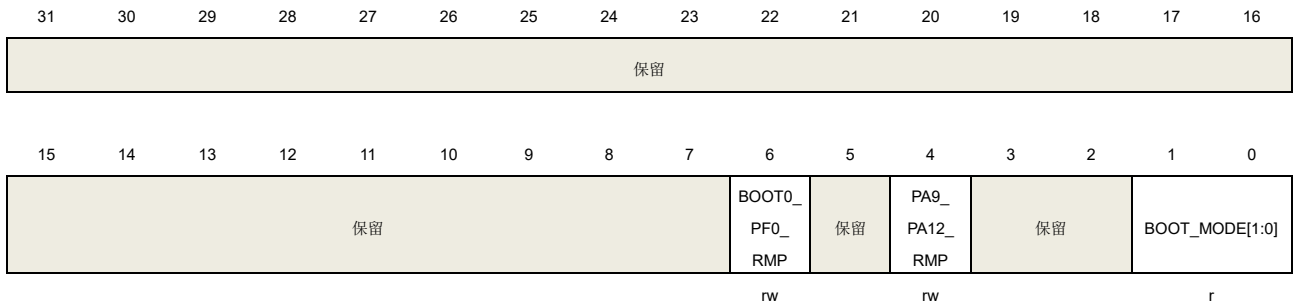 31 30 29 28 27 26 25 24 23 22 21 20 19 18 17 16
保留
15 14 13 12 11 10 9 8 7 6 5 4 3 2 1 0
保留 BOOT0_ PF0_ RMP 保留 PA9_ PA12_ RMP 保留 BOOT_MODE[1:0]
rw rw r